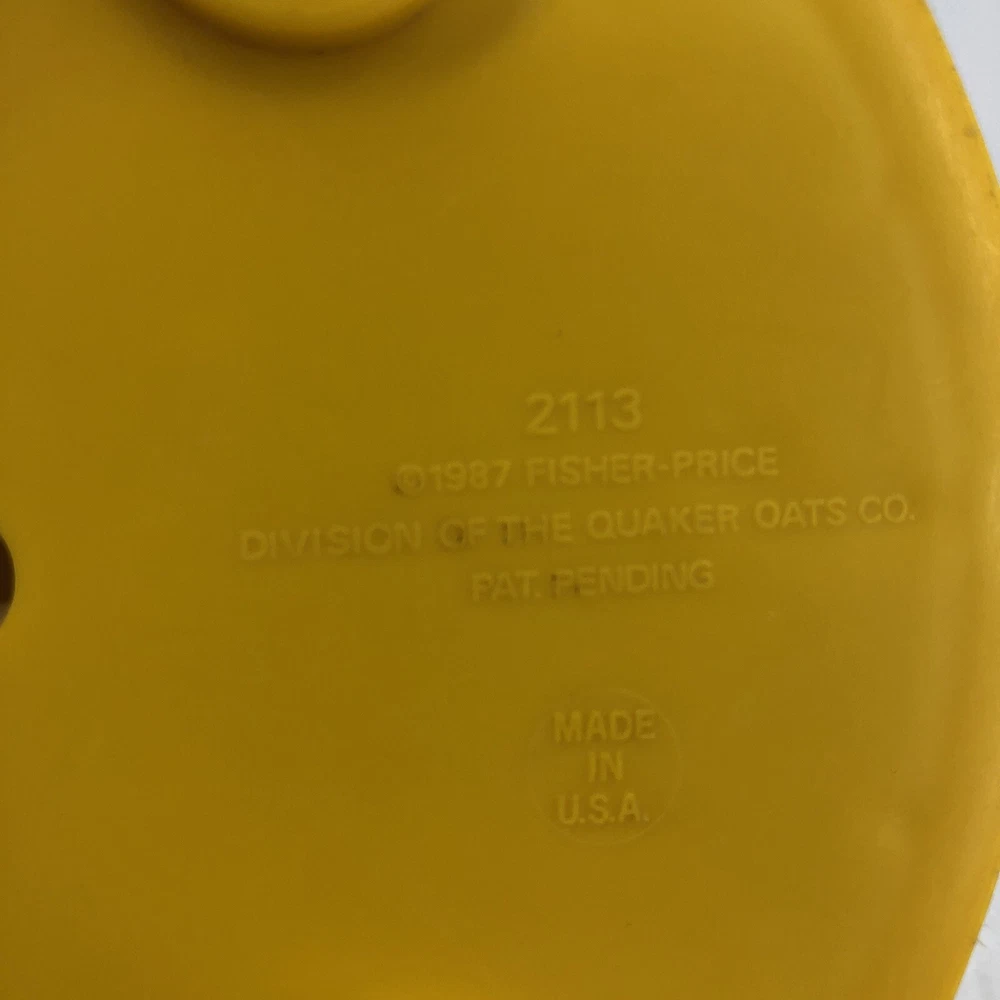 2113
©1987 FISHER-PRICE
DIVISION OF THE QUAKER OATS CO.
PAT. PENDING
MADE
IN
U.S.A.